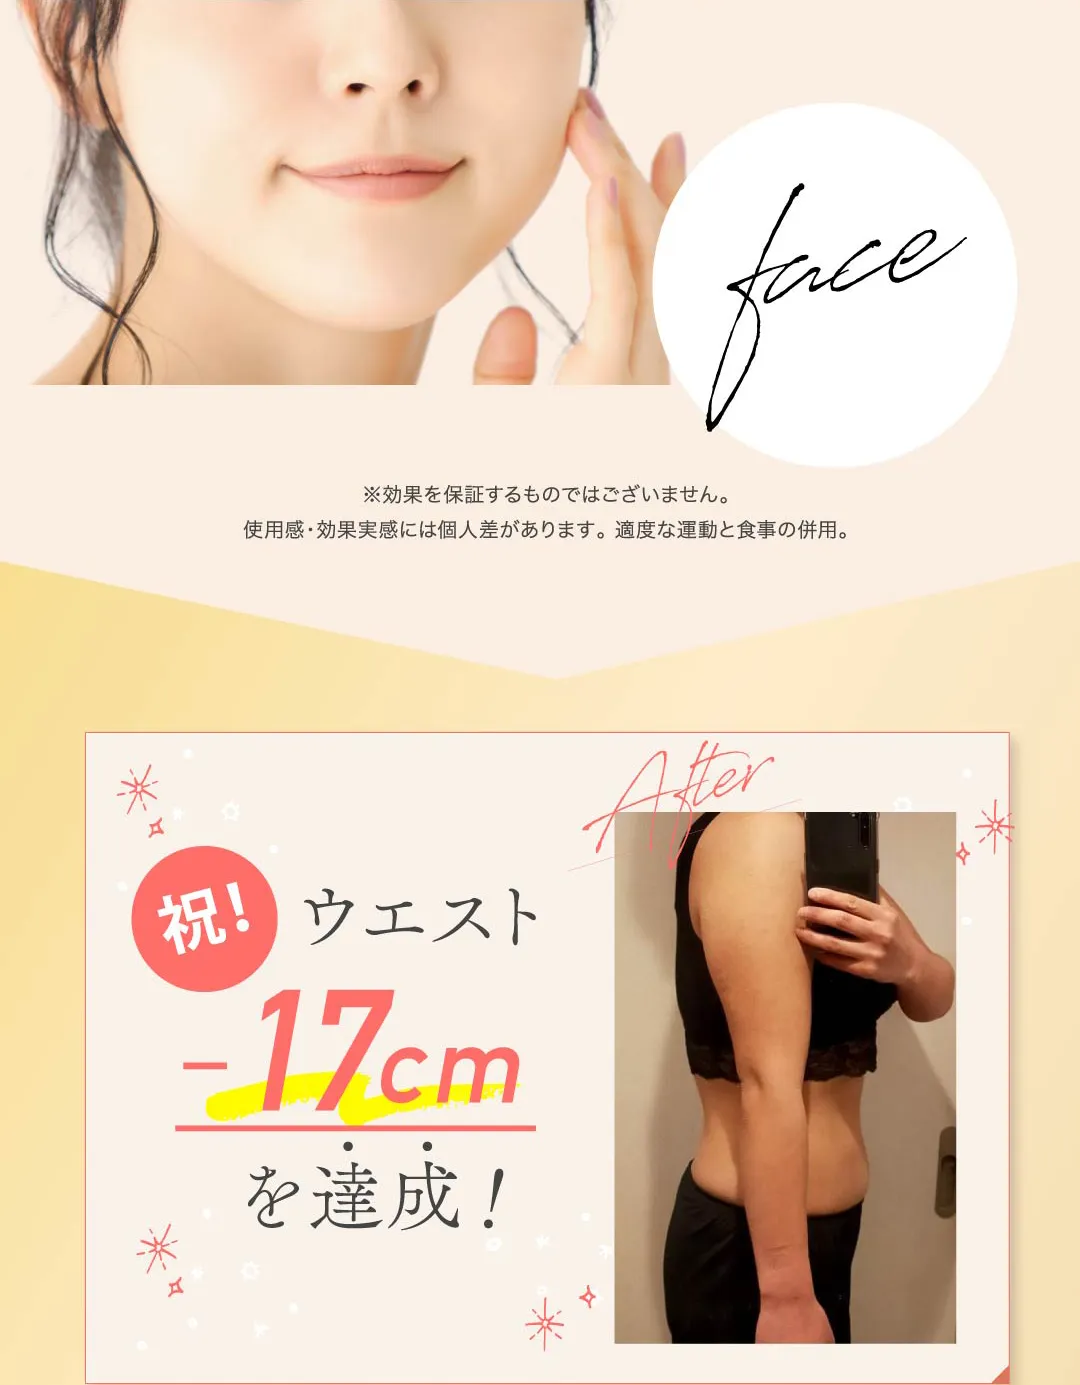 face
※効果を保証するものではございません。
使用感・効果実感には個人差があります。適度な運動と食事の併用。
After
祝！
ウエスト
-17cm
を達成！